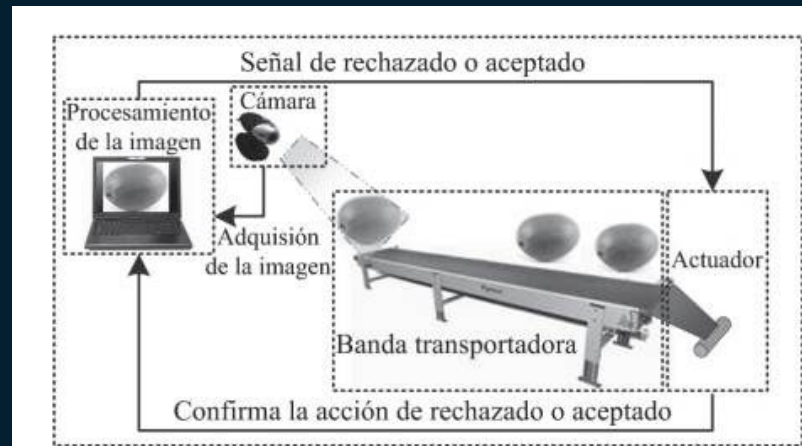 Señal de rechazado o aceptado
Cámara
Procesamiento
de la imagen
Adquisión
de la imagen
Actuador
Banda transportadora
Confirma la acción de rechazado o aceptado